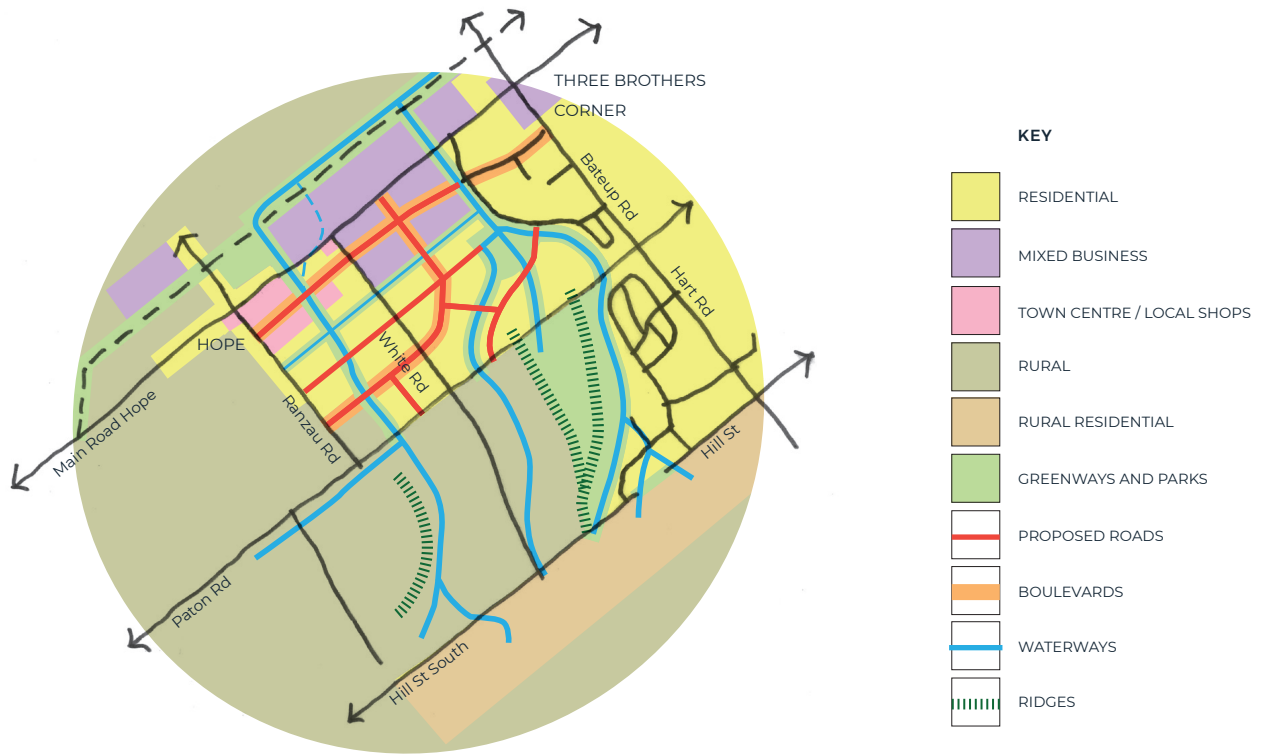 THREE BROTHERS
CORNER
Bateup Rd
Hart Rd
HOPE
White Rd
Ranzau Rd
Main Road Hope
Hill St
Paton Rd
Hill St South
KEY
RESIDENTIAL
MIXED BUSINESS
TOWN CENTRE / LOCAL SHOPS
RURAL
RURAL RESIDENTIAL
GREENWAYS AND PARKS
PROPOSED ROADS
BOULEVARDS
WATERWAYS
RIDGES